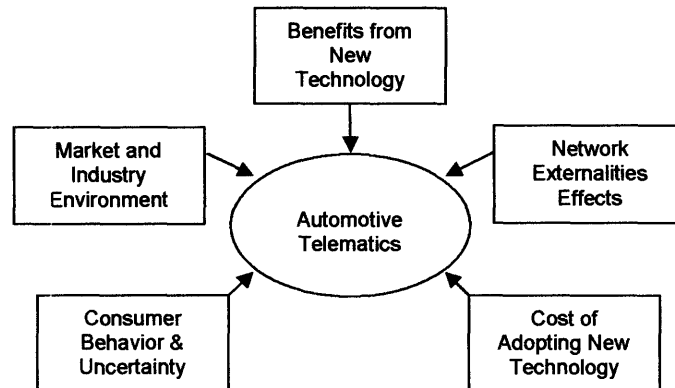 Benefits from
New
Technology
Market and
Industry
Environment
Network
Externalities
Effects
Automotive
Telematics
Consumer
Behavior &
Uncertainty
Cost of
Adopting New
Technology